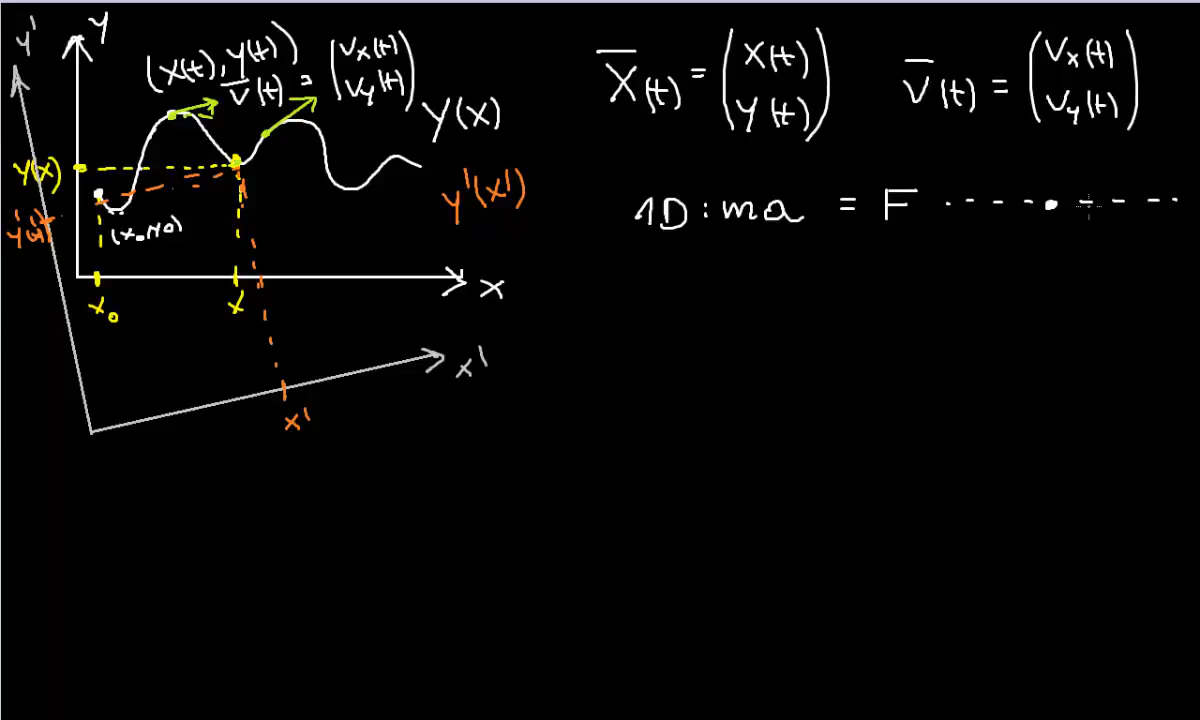 y'
Y
(x(t), y(t))
v̅(t) = (Vx(t) Vy(t))
Y(x)
y(x)
y'(x')
y'(x')
(x₀, y₀)
x₀
x
X
x'
x'
X̅(t) = (x(t) y(t))
v̅(t) = (Vx(t) Vy(t))
1D: ma = F